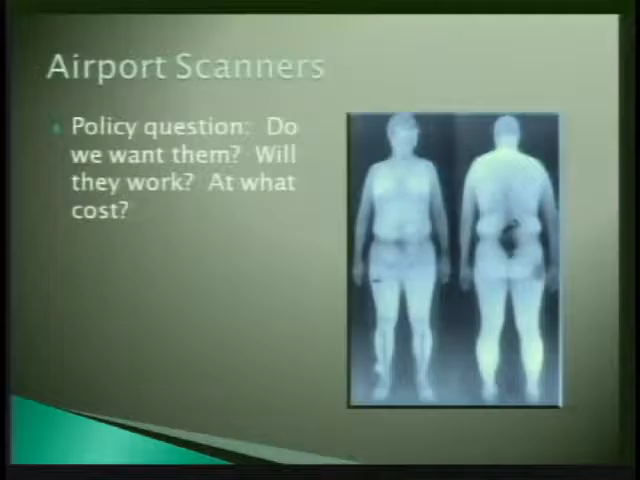 Airport Scanners
Policy question: Do
we want them? Will
they work? At what
cost?